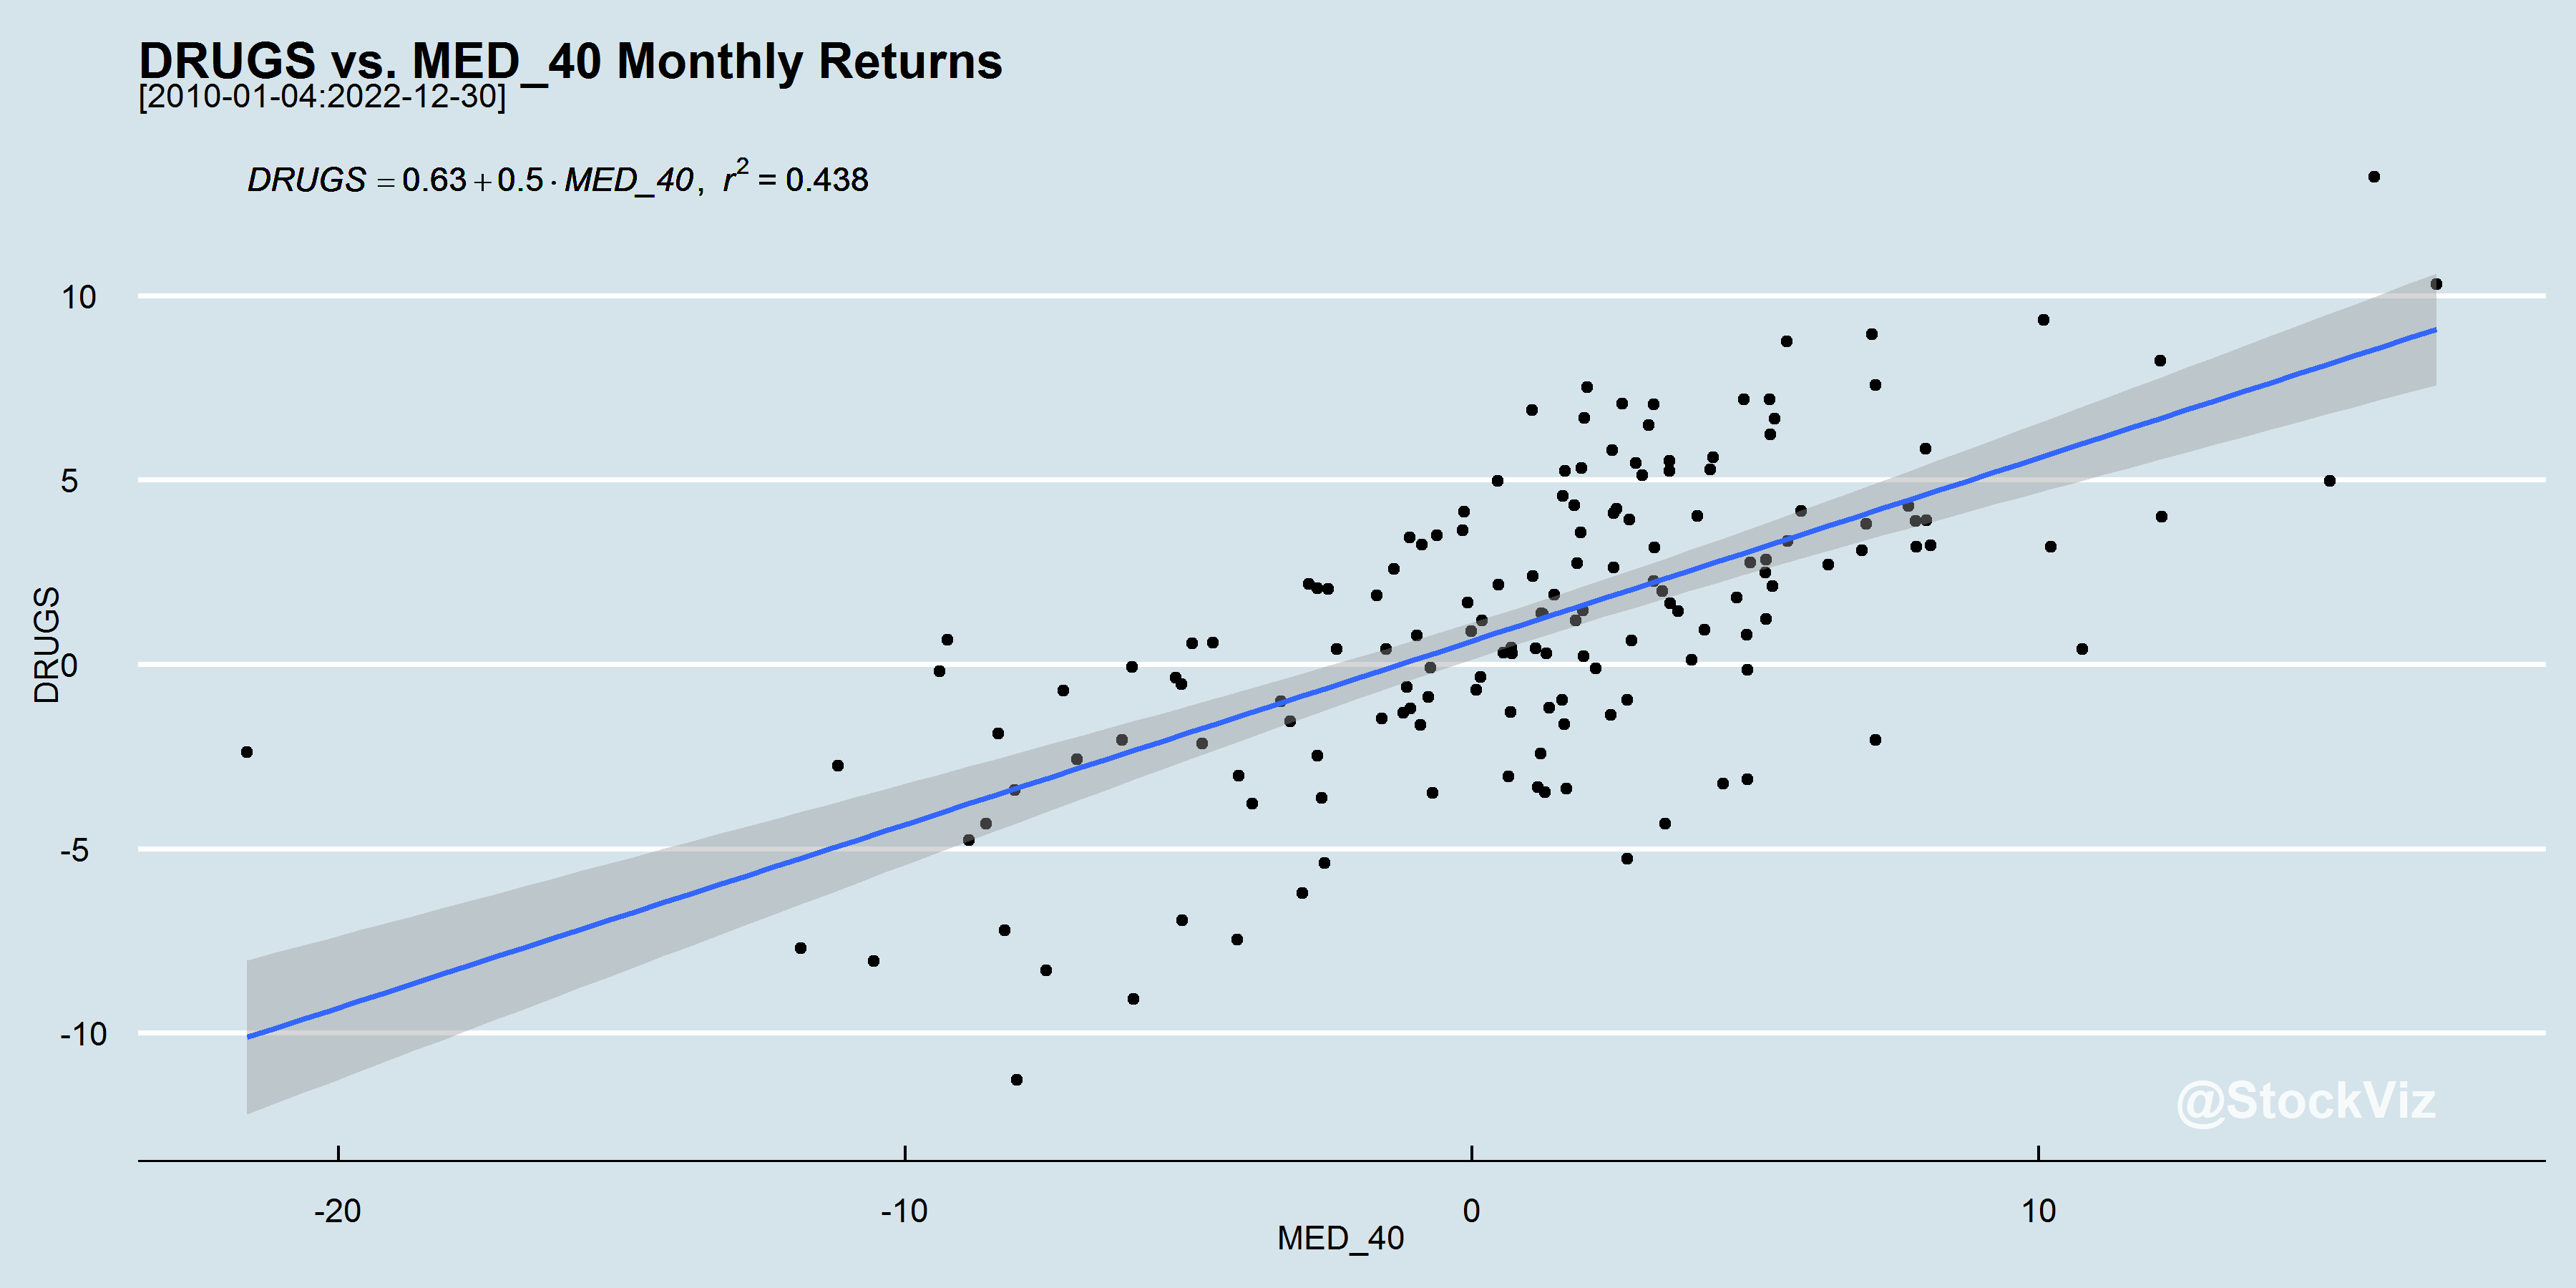 DRUGS vs. MED_40 Monthly Returns
[2010-01-04:2022-12-30]
DRUGS = 0.63 + 0.5 · MED_40, r² = 0.438
10
5
0
-5
-10
DRUGS
@StockViz
-20 -10 0 10
MED_40